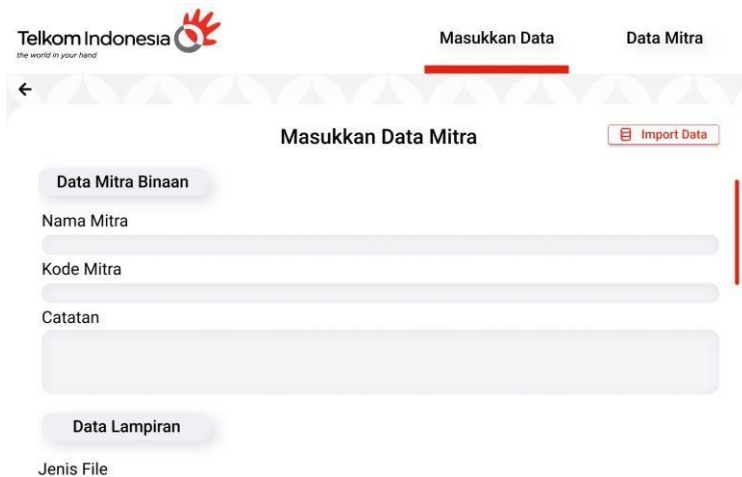 Telkom Indonesia
the world in your hand
Masukkan Data
Data Mitra
Masukkan Data Mitra
Import Data
Data Mitra Binaan
Nama Mitra
Kode Mitra
Catatan
Data Lampiran
Jenis File